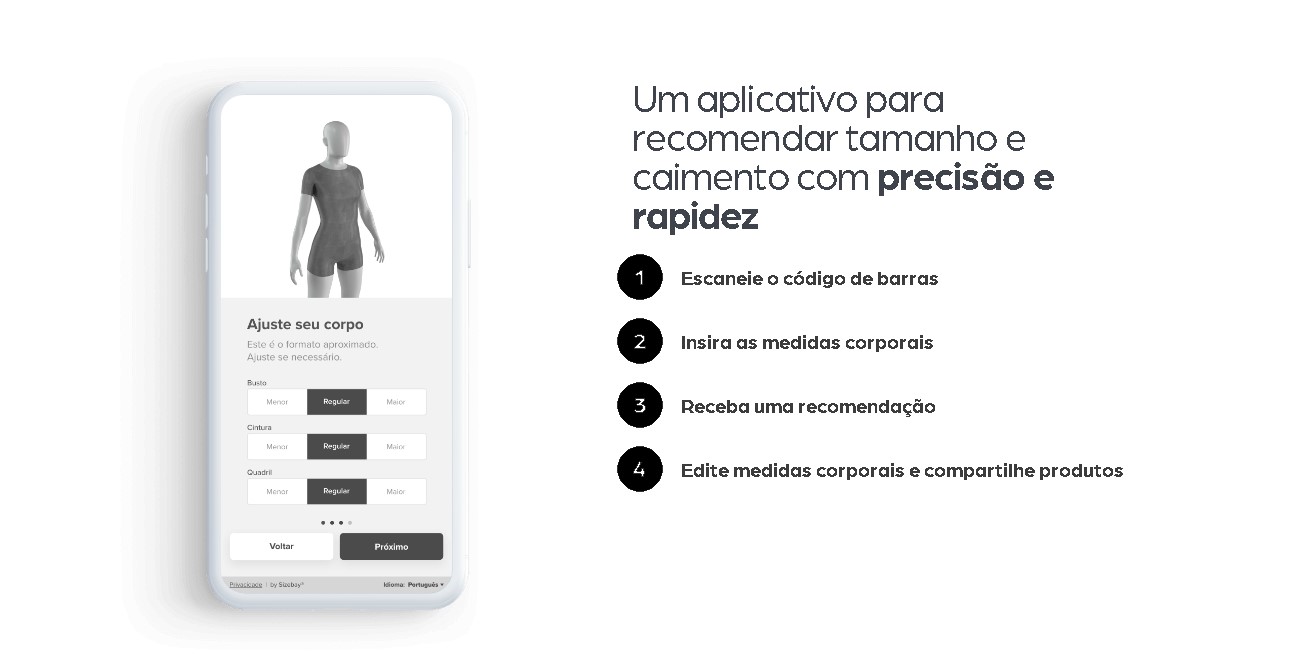 Um aplicativo para
recomendar tamanho e
caimento com precisão e
rapidez
1 Escaneie o código de barras
2 Insira as medidas corporais
3 Receba uma recomendação
4 Edite medidas corporais e compartilhe produtos
Ajuste seu corpo
Este é o formato aproximado.
Ajuste se necessário.
Busto
Menor Regular Maior
Cintura
Menor Regular Maior
Quadril
Menor Regular Maior
Voltar Próximo
Privacidade | by Sizebay® Idioma: Português ▾